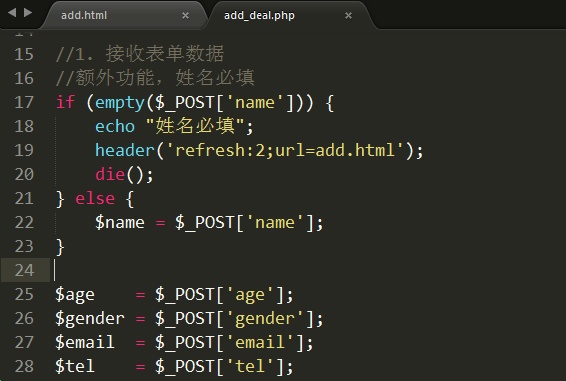 add.html × add_deal.php ×
15 //1. 接收表单数据
16 //额外功能，姓名必填
17 if (empty($_POST['name'])) {
18     echo "姓名必填";
19     header('refresh:2;url=add.html');
20     die();
21 } else {
22     $name = $_POST['name'];
23 }
24
25 $age    = $_POST['age'];
26 $gender = $_POST['gender'];
27 $email  = $_POST['email'];
28 $tel    = $_POST['tel'];